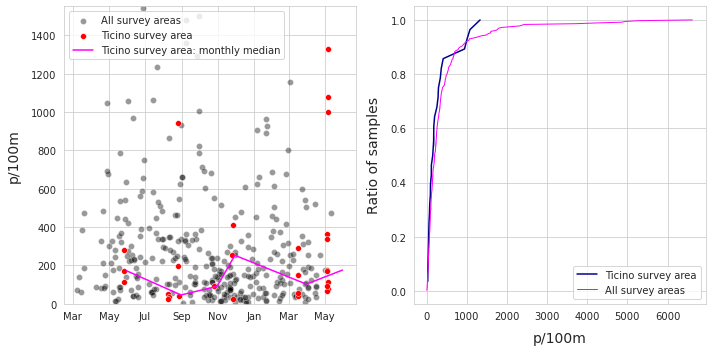 p/100m
1400
1200
1000
800
600
400
200
0
All survey areas
Ticino survey area
Ticino survey area: monthly median
Mar
May
Jul
Sep
Nov
Jan
Mar
May
Ratio of samples
1.0
0.8
0.6
0.4
0.2
0.0
Ticino survey area
All survey areas
0
1000
2000
3000
4000
5000
6000
p/100m